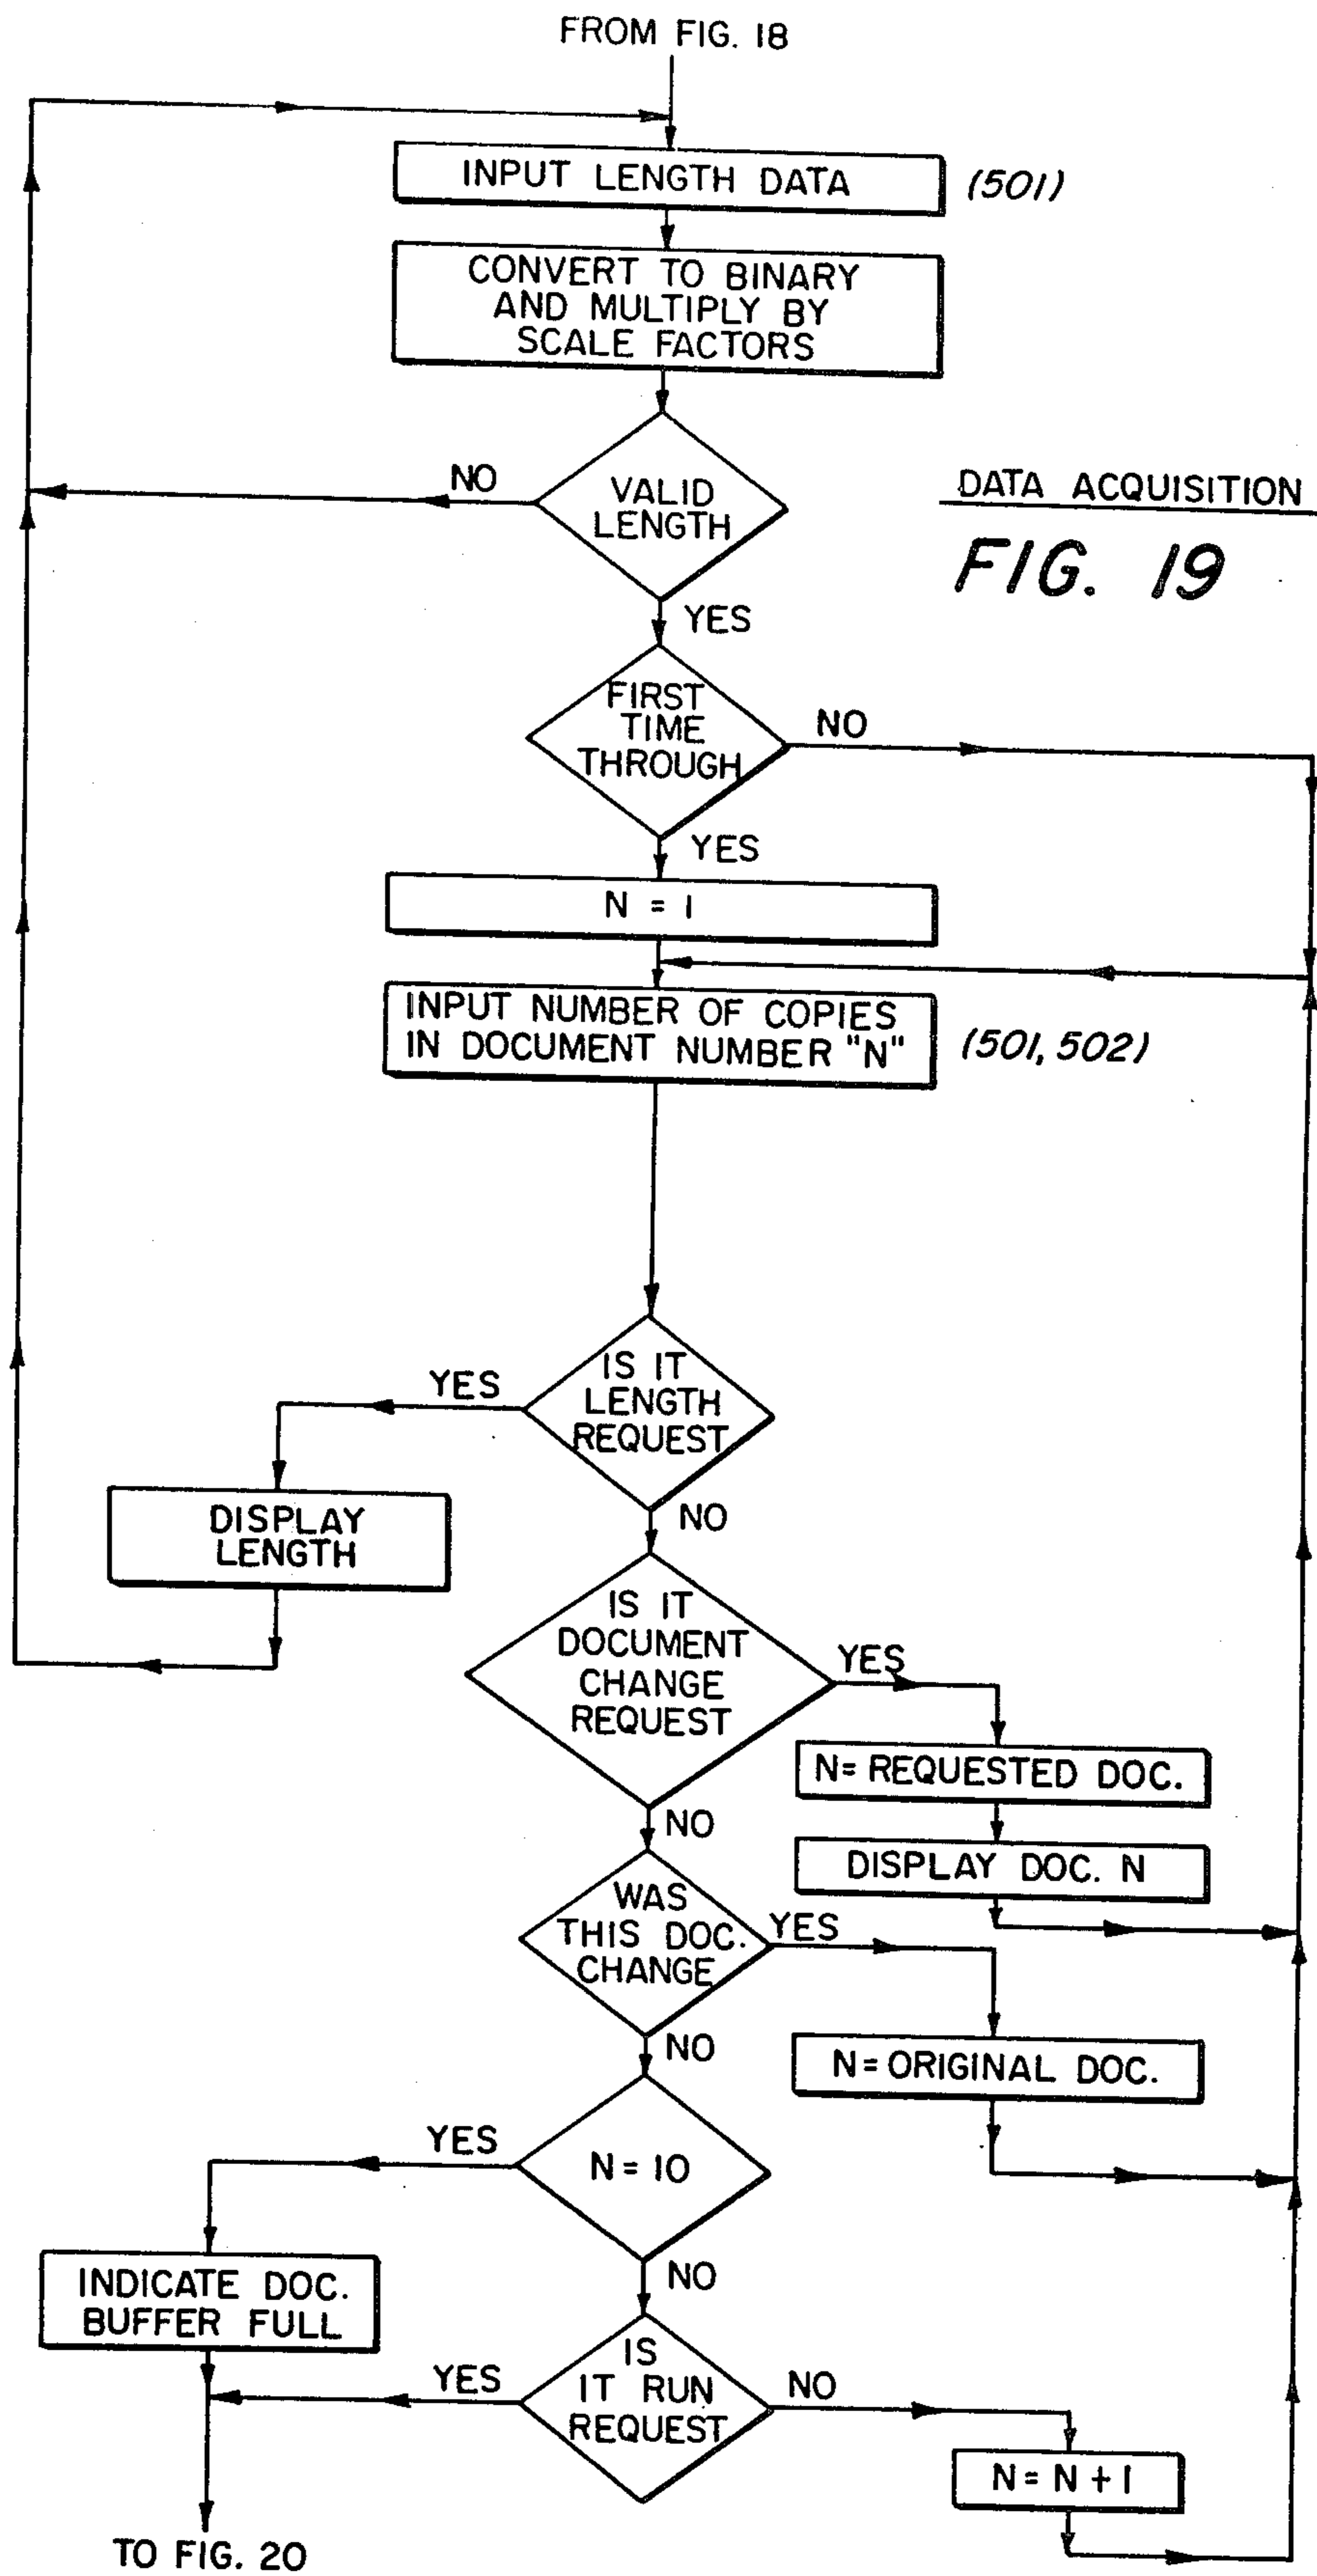 FROM FIG. 18
INPUT LENGTH DATA
(501)
CONVERT TO BINARY
AND MULTIPLY BY
SCALE FACTORS
NO
VALID
LENGTH
DATA ACQUISITION
FIG. 19
YES
FIRST
TIME
THROUGH
NO
YES
N = 1
INPUT NUMBER OF COPIES
IN DOCUMENT NUMBER "N"
(501, 502)
YES
IS IT
LENGTH
REQUEST
NO
DISPLAY
LENGTH
IS IT
DOCUMENT
CHANGE
REQUEST
YES
N= REQUESTED DOC.
NO
DISPLAY DOC. N
WAS
THIS DOC.
CHANGE
YES
NO
N= ORIGINAL DOC.
YES
N = 10
NO
INDICATE DOC.
BUFFER FULL
YES
IS
IT RUN
REQUEST
NO
N = N + 1
TO FIG. 20